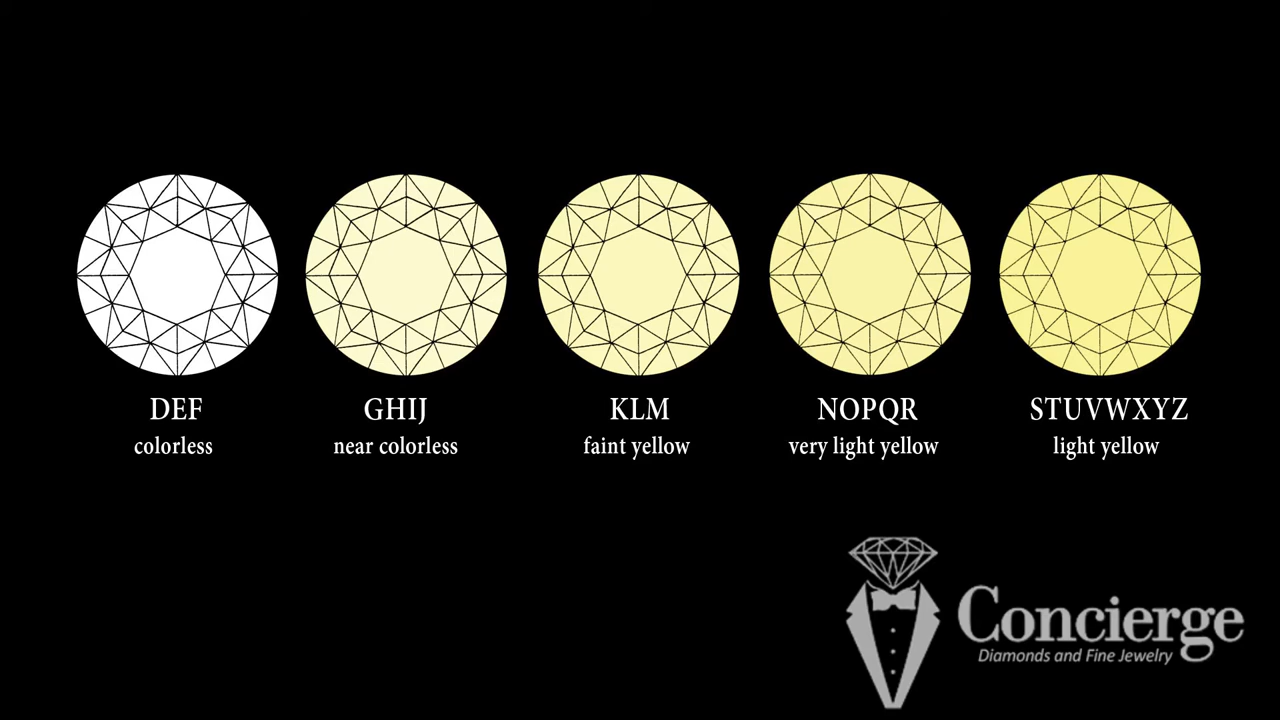 DEF
colorless
GHIJ
near colorless
KLM
faint yellow
NOPQR
very light yellow
STUVWXYZ
light yellow
Concierge
Diamonds and Fine Jewelry